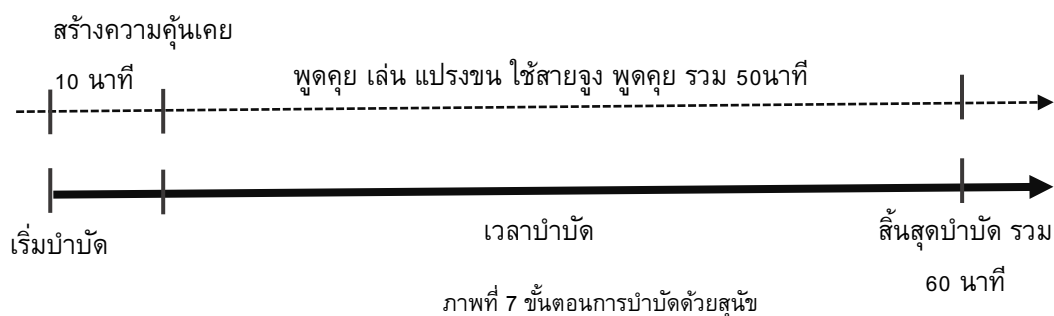 สร้างความคุ้นเคย
10 นาที
พูดคุย เล่น แปรงขน ใช้สายจูง พูดคุย รวม 50นาที
เริ่มบำบัด
เวลาบำบัด
สิ้นสุดบำบัด รวม
60 นาที
ภาพที่ 7 ขั้นตอนการบำบัดด้วยสุนัข